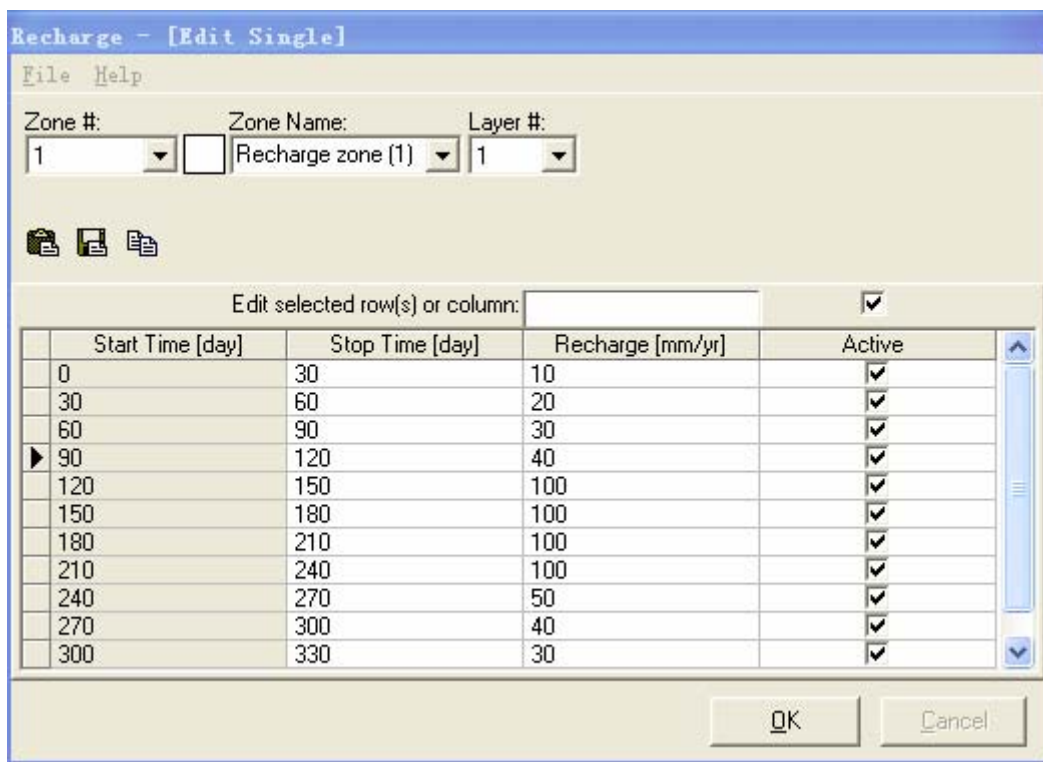 Recharge - [Edit Single]
File Help
Zone #: Zone Name: Layer #:
1 Recharge zone (1) 1
Edit selected row(s) or column:
Start Time [day] Stop Time [day] Recharge [mm/yr] Active
0 30 10
30 60 20
60 90 30
90 120 40
120 150 100
150 180 100
180 210 100
210 240 100
240 270 50
270 300 40
300 330 30
OK Cancel